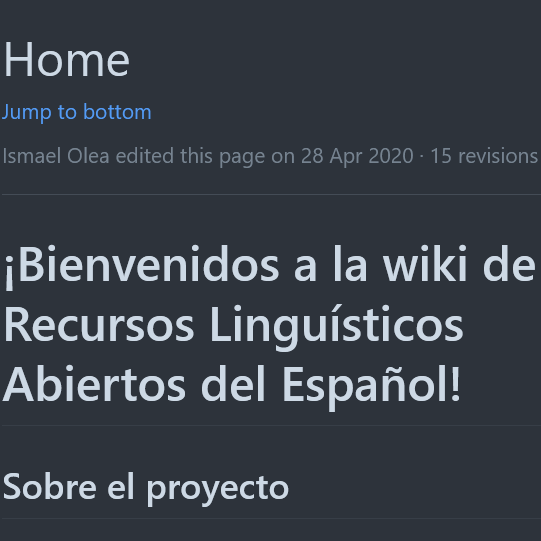 Home
Jump to bottom
Ismael Olea edited this page on 28 Apr 2020 · 15 revisions
¡Bienvenidos a la wiki de
Recursos Linguísticos
Abiertos del Español!
Sobre el proyecto